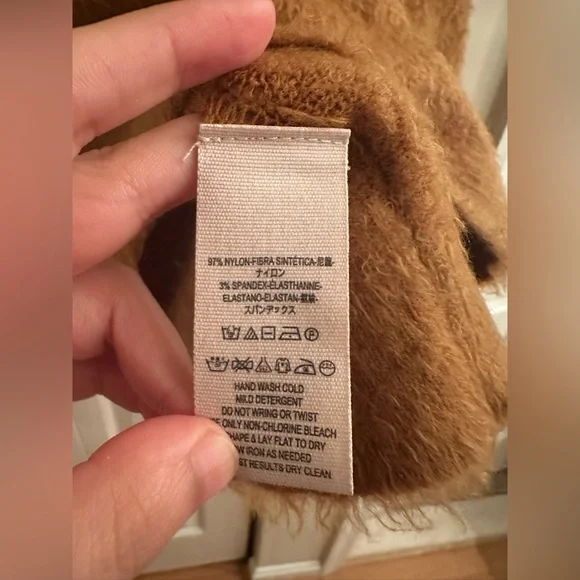 97% NYLON-FIBRA SINTÉTICA-尼龍-
ナイロン
3% SPANDEX-ÉLASTHANNE-
ELASTANO-ELASTAN-
スパンデックス
HAND WASH COLD
MILD DETERGENT
DO NOT WRING OR TWIST
E ONLY NON-CHLORINE BLEACH
SHAPE & LAY FLAT TO DRY
W IRON AS NEEDED
ST RESULTS DRY CLEAN